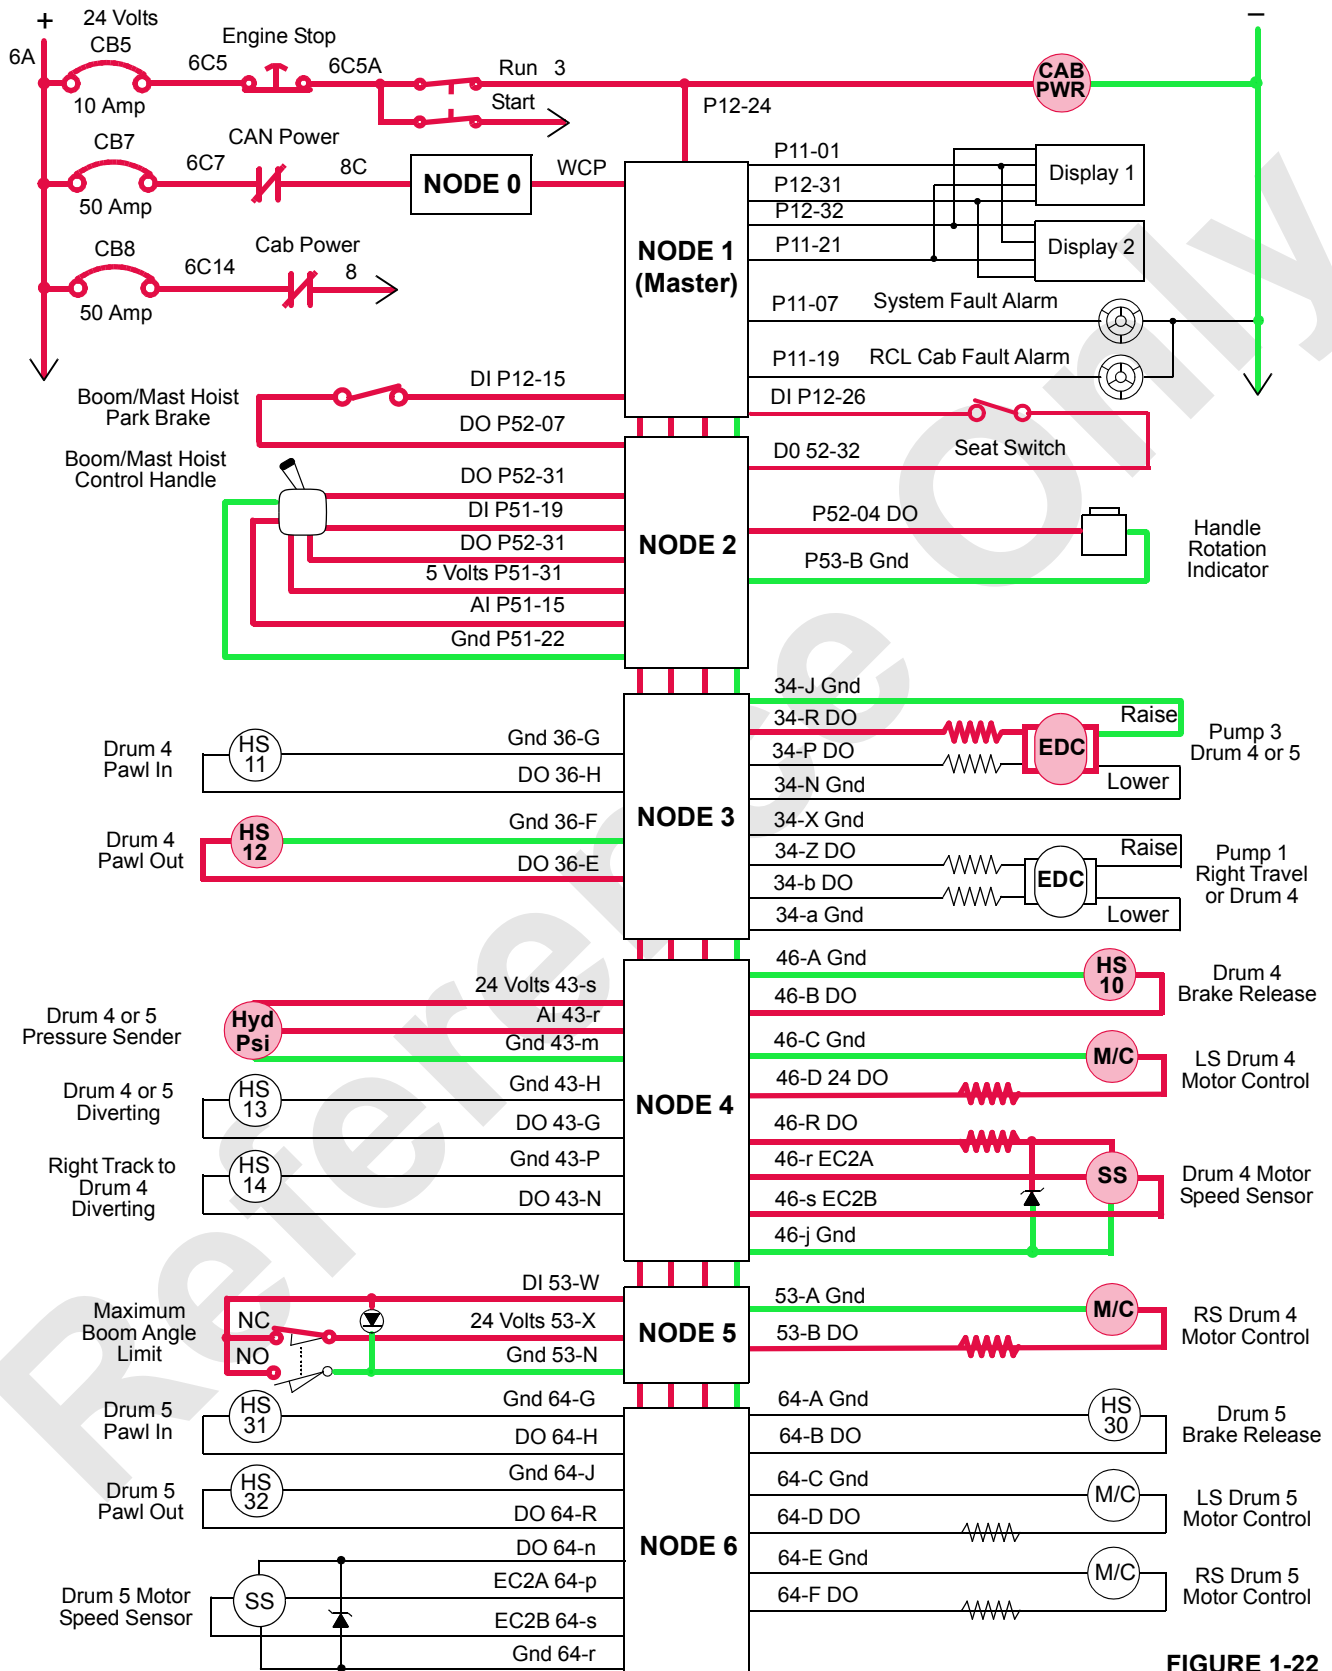 + 24 Volts –
6A CB5 6C5 Engine Stop 6C5A Run 3 CAB PWR
10 Amp Start P12-24
CB7 6C7 CAN Power 8C NODE 0 WCP
50 Amp
CB8 6C14 Cab Power 8
50 Amp
NODE 1
(Master)
P11-01
P12-31
P12-32
P11-21
Display 1
Display 2
P11-07 System Fault Alarm
P11-19 RCL Cab Fault Alarm
Boom/Mast Hoist
Park Brake
DI P12-15
DO P52-07
DI P12-26
D0 52-32
Seat Switch
Boom/Mast Hoist
Control Handle
DO P52-31
DI P51-19
DO P52-31
5 Volts P51-31
AI P51-15
Gnd P51-22
NODE 2
P52-04 DO
P53-B Gnd
Handle
Rotation
Indicator
Drum 4
Pawl In
HS
11
Gnd 36-G
DO 36-H
Drum 4
Pawl Out
HS
12
Gnd 36-F
DO 36-E
NODE 3
34-J Gnd
34-R DO
34-P DO
34-N Gnd
EDC
Raise
Lower
Pump 3
Drum 4 or 5
34-X Gnd
34-Z DO
34-b DO
34-a Gnd
EDC
Raise
Lower
Pump 1
Right Travel
or Drum 4
Drum 4 or 5
Pressure Sender
Hyd
Psi
24 Volts 43-s
AI 43-r
Gnd 43-m
Drum 4 or 5
Diverting
HS
13
Gnd 43-H
DO 43-G
Right Track to
Drum 4
Diverting
HS
14
Gnd 43-P
DO 43-N
NODE 4
46-A Gnd
46-B DO
HS
10
Drum 4
Brake Release
46-C Gnd
46-D 24 DO
M/C
LS Drum 4
Motor Control
46-R DO
46-r EC2A
46-s EC2B
46-j Gnd
SS
Drum 4 Motor
Speed Sensor
Maximum
Boom Angle
Limit
NC
NO
DI 53-W
24 Volts 53-X
Gnd 53-N
NODE 5
53-A Gnd
53-B DO
M/C
RS Drum 4
Motor Control
Drum 5
Pawl In
HS
31
Gnd 64-G
DO 64-H
Drum 5
Pawl Out
HS
32
Gnd 64-J
DO 64-R
Drum 5 Motor
Speed Sensor
SS
DO 64-n
EC2A 64-p
EC2B 64-s
Gnd 64-r
NODE 6
64-A Gnd
64-B DO
HS
30
Drum 5
Brake Release
64-C Gnd
64-D DO
M/C
LS Drum 5
Motor Control
64-E Gnd
64-F DO
M/C
RS Drum 5
Motor Control
FIGURE 1-22
Reference Only